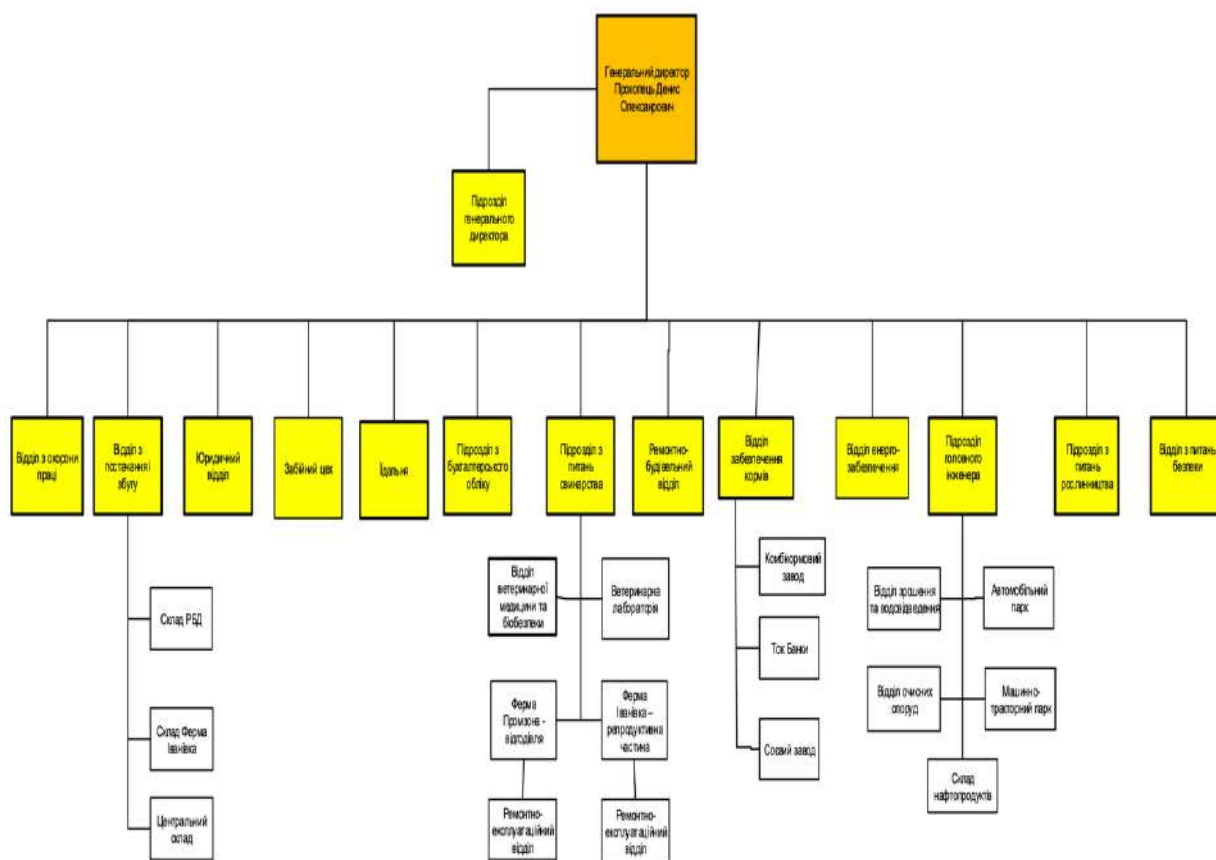 Генеральний директор
Прокопець Денис
Олександрович
Підрозділ
генерального
директора
Відділ з охорони
праці
Відділ з
постачання і
збуту
Юридичний
відділ
Забійний цех
Їдальня
Підрозділ з
бухгалтерського
обліку
Підрозділ з
питань
свинарства
Ремонтно-
будівельний
відділ
Відділ
забезпечення
кормів
Відділ енерго-
забезпечення
Підрозділ
головного
інженера
Підрозділ з
питань
рослинництва
Відділ з питань
безпеки
Склад РБД
Склад Ферма
Іванівка
Центральний
склад
Відділ
ветеринарної
медицини та
біобезпеки
Ветеринарна
лабораторія
Ферма
Промзона -
відгодівля
Ферма
Іванівка –
репродуктивна
частина
Ремонтно-
експлуатаційний
відділ
Ремонтно-
експлуатаційний
відділ
Комбікормовий
завод
Ток Банки
Соєвий завод
Відділ зрошення
та водовідведення
Автомобільний
парк
Відділ очисних
споруд
Машинно-
тракторний парк
Склад
нафтопродуктів